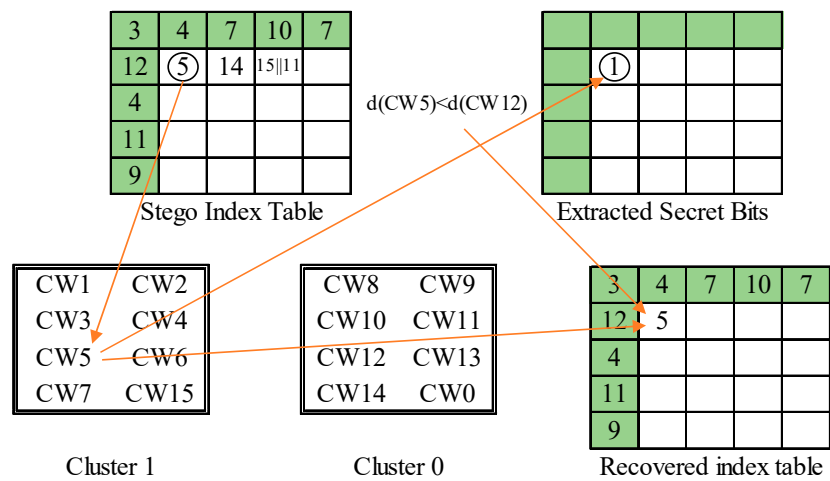 3 4 7 10 7
12 5 14 15||11
4
11
9
Stego Index Table
d(CW5)<d(CW12)
1
Extracted Secret Bits
CW1 CW2
CW3 CW4
CW5 CW6
CW7 CW15
Cluster 1
CW8 CW9
CW10 CW11
CW12 CW13
CW14 CW0
Cluster 0
3 4 7 10 7
12 5
4
11
9
Recovered index table